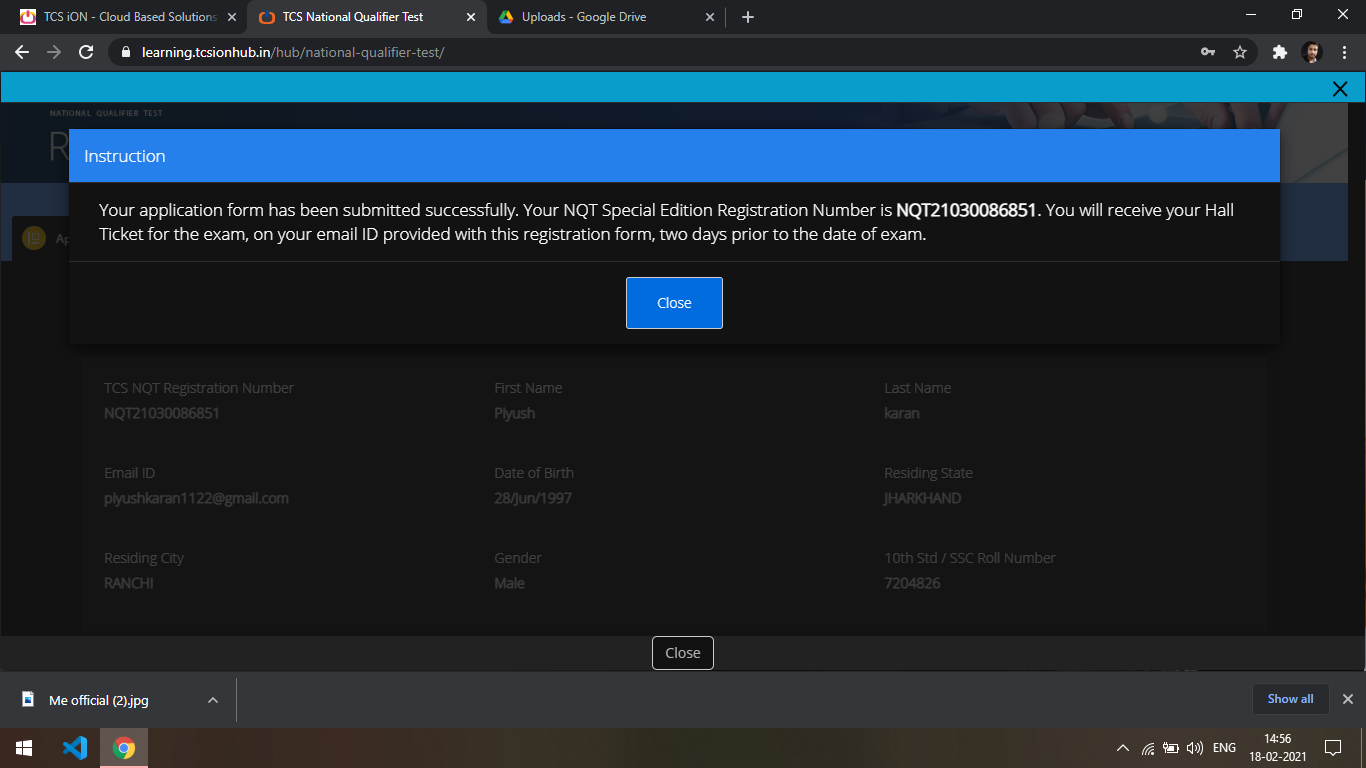 TCS iON - Cloud Based Solutions
TCS National Qualifier Test
Uploads - Google Drive
learning.tcsionhub.in/hub/national-qualifier-test/
NATIONAL QUALIFIER TEST
R
Instruction
Your application form has been submitted successfully. Your NQT Special Edition Registration Number is NQT21030086851. You will receive your Hall
Ticket for the exam, on your email ID provided with this registration form, two days prior to the date of exam.
Ap
Close
TCS NQT Registration Number First Name Last Name
NQT21030086851 Piyush karan
Email ID Date of Birth Residing State
piyushkaran1122@gmail.com 28/Jun/1997 JHARKHAND
Residing City Gender 10th Std / SSC Roll Number
RANCHI Male 7204826
Close
Me official (2).jpg
Show all
ENG
14:56
18-02-2021